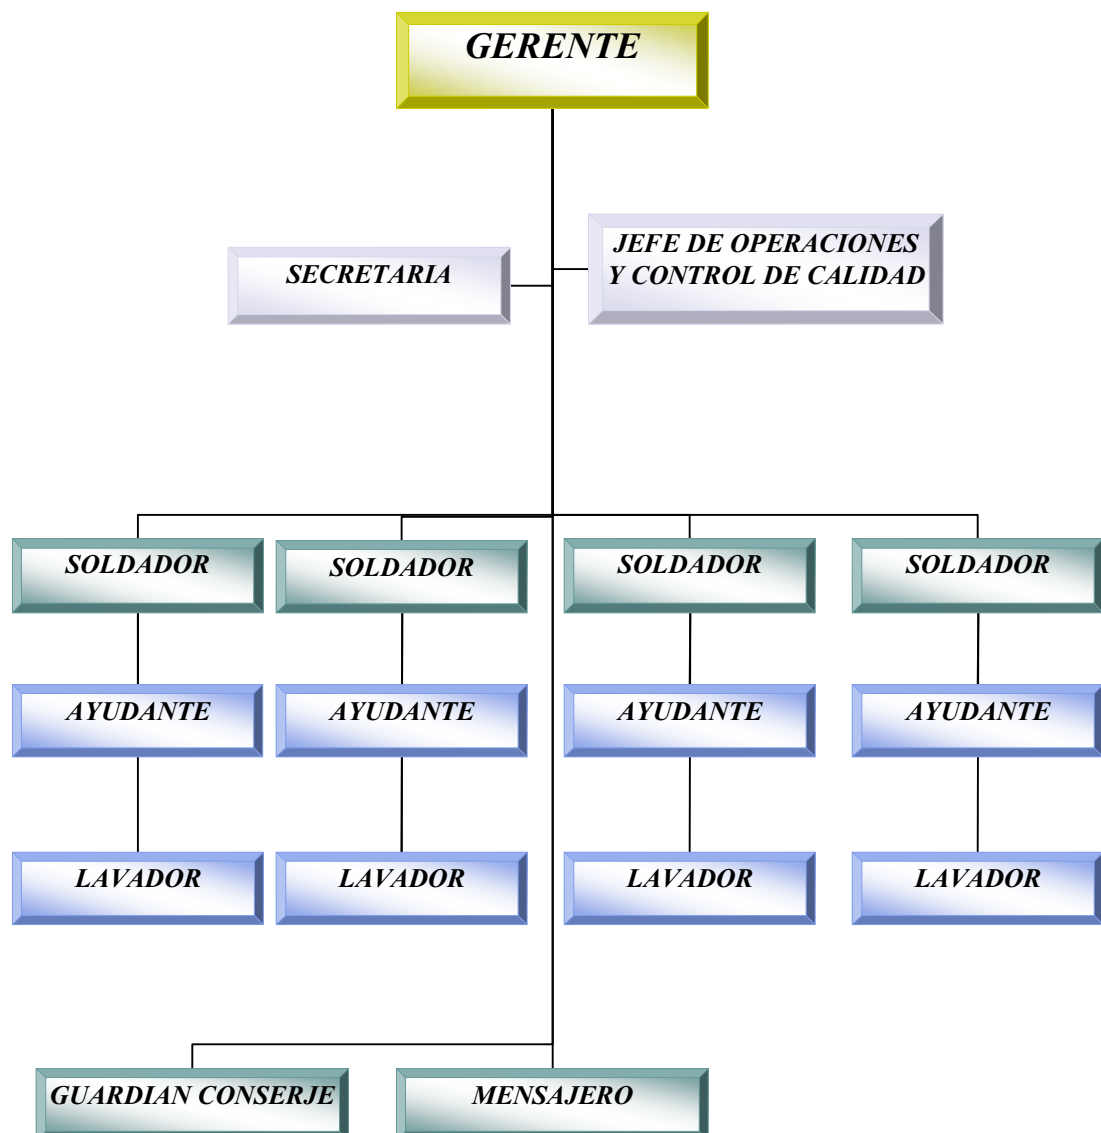 GERENTE
SECRETARIA
JEFE DE OPERACIONES
Y CONTROL DE CALIDAD
SOLDADOR
SOLDADOR
SOLDADOR
SOLDADOR
AYUDANTE
AYUDANTE
AYUDANTE
AYUDANTE
LAVADOR
LAVADOR
LAVADOR
LAVADOR
GUARDIAN CONSERJE
MENSAJERO